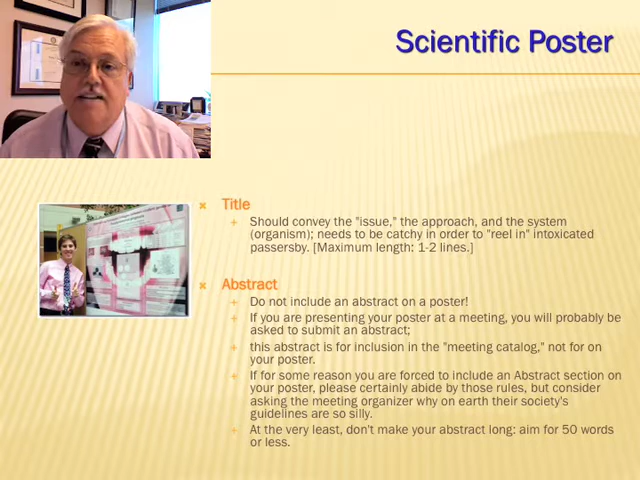 Scientific Poster
Title
Should convey the "issue," the approach, and the system
(organism); needs to be catchy in order to "reel in" intoxicated
passersby. [Maximum length: 1-2 lines.]
Abstract
Do not include an abstract on a poster!
If you are presenting your poster at a meeting, you will probably be
asked to submit an abstract;
this abstract is for inclusion in the "meeting catalog," not for on
your poster.
If for some reason you are forced to include an Abstract section on
your poster, please certainly abide by those rules, but consider
asking the meeting organizer why on earth their society's
guidelines are so silly.
At the very least, don't make your abstract long: aim for 50 words
or less.